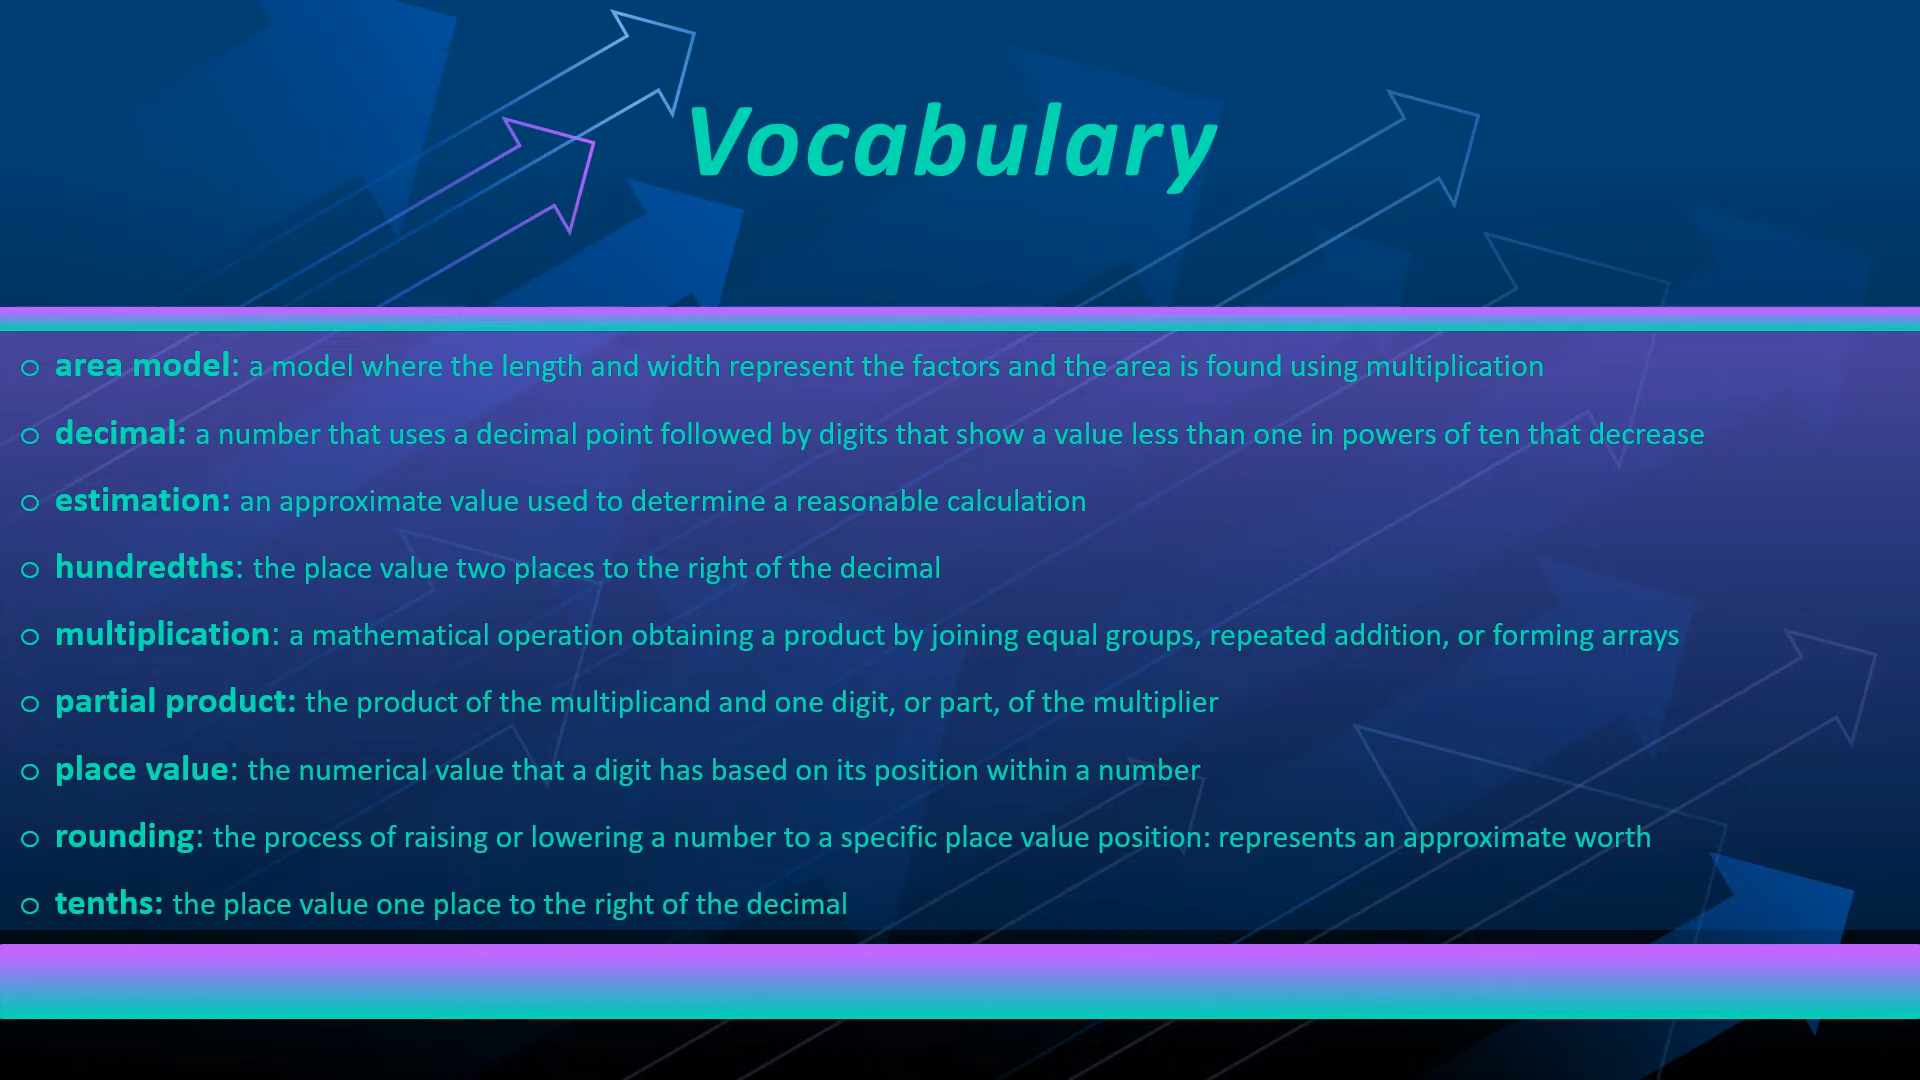 Vocabulary
○ area model: a model where the length and width represent the factors and the area is found using multiplication
○ decimal: a number that uses a decimal point followed by digits that show a value less than one in powers of ten that decrease
○ estimation: an approximate value used to determine a reasonable calculation
○ hundredths: the place value two places to the right of the decimal
○ multiplication: a mathematical operation obtaining a product by joining equal groups, repeated addition, or forming arrays
○ partial product: the product of the multiplicand and one digit, or part, of the multiplier
○ place value: the numerical value that a digit has based on its position within a number
○ rounding: the process of raising or lowering a number to a specific place value position: represents an approximate worth
○ tenths: the place value one place to the right of the decimal